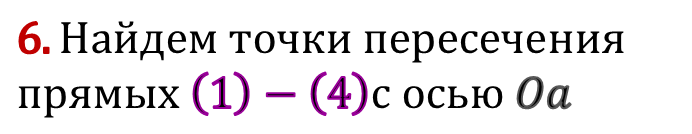 6. Найдем точки пересечения
прямых (1) – (4)с осью Oa